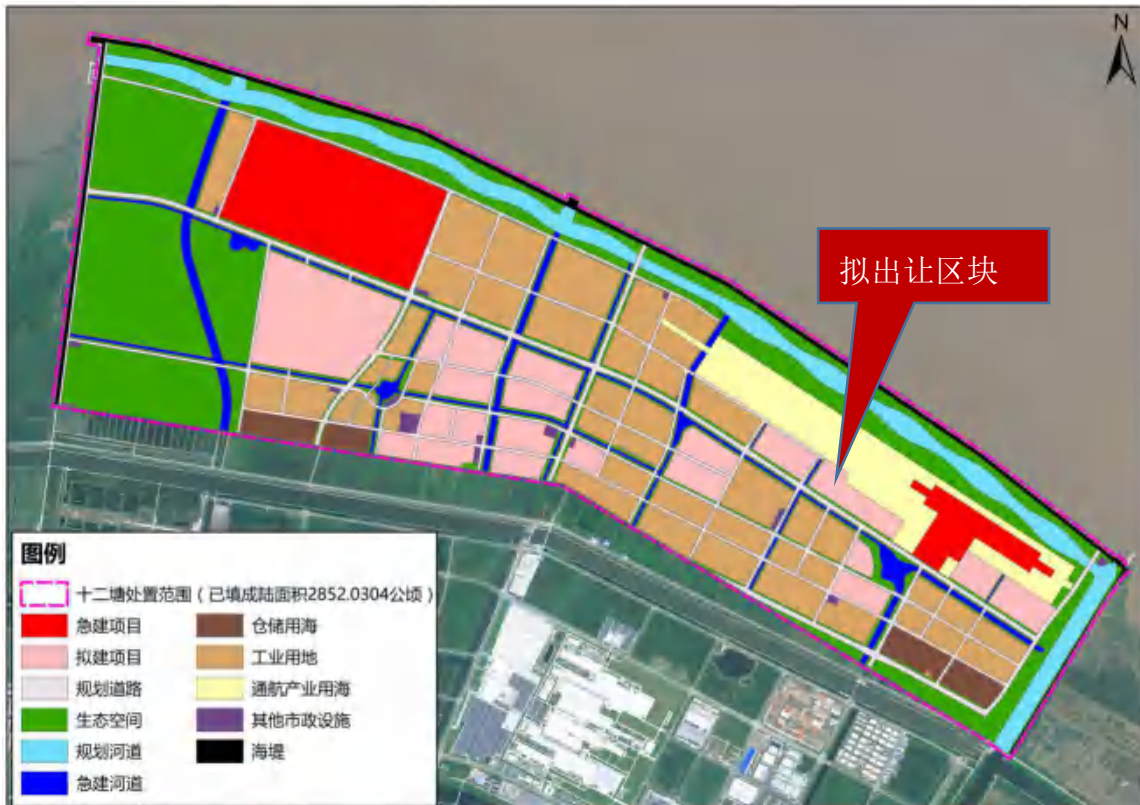 N
拟出让区块
图例
十二塘处置范围（已填成陆面积2852.0304公顷）
急建项目
仓储用海
拟建项目
工业用地
规划道路
通航产业用海
生态空间
其他市政设施
规划河道
海堤
急建河道